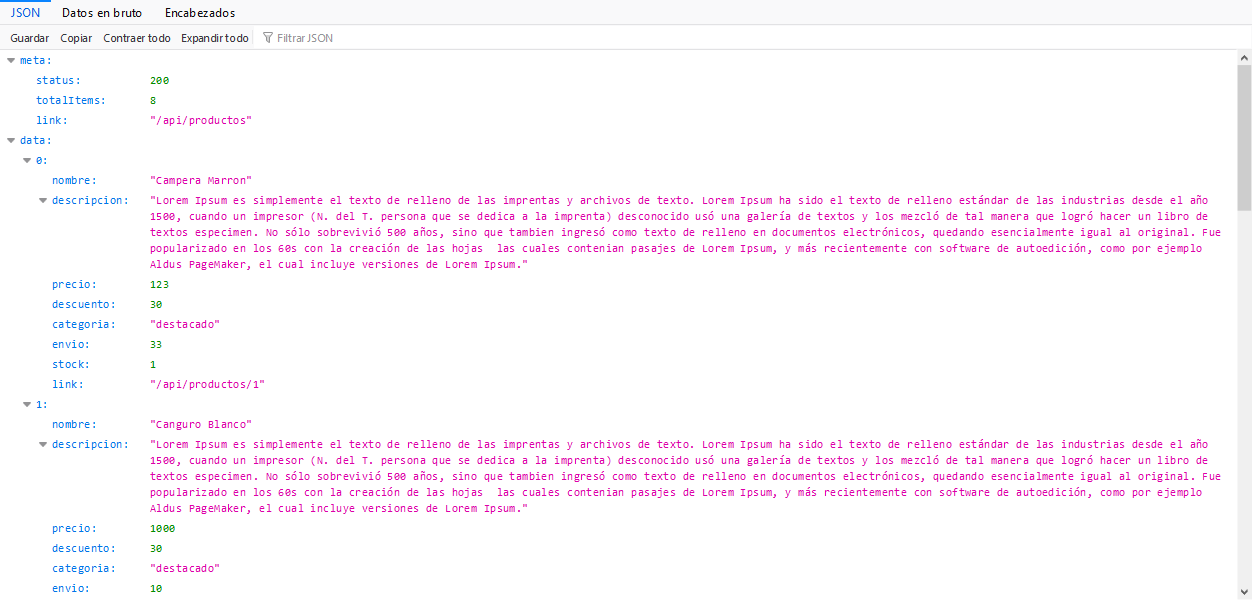 JSON Datos en bruto Encabezados
Guardar Copiar Contraer todo Expandir todo Filtrar JSON
meta:
status: 200
totalItems: 8
link: "/api/productos"
data:
0:
nombre: "Campera Marron"
descripcion: "Lorem Ipsum es simplemente el texto de relleno de las imprentas y archivos de texto. Lorem Ipsum ha sido el texto de relleno estándar de las industrias desde el año
1500, cuando un impresor (N. del T. persona que se dedica a la imprenta) desconocido usó una galería de textos y los mezcló de tal manera que logró hacer un libro de
textos especimen. No sólo sobrevivió 500 años, sino que tambien ingresó como texto de relleno en documentos electrónicos, quedando esencialmente igual al original. Fue
popularizado en los 60s con la creación de las hojas  las cuales contenian pasajes de Lorem Ipsum, y más recientemente con software de autoedición, como por ejemplo
Aldus PageMaker, el cual incluye versiones de Lorem Ipsum."
precio: 123
descuento: 30
categoria: "destacado"
envio: 33
stock: 1
link: "/api/productos/1"
1:
nombre: "Canguro Blanco"
descripcion: "Lorem Ipsum es simplemente el texto de relleno de las imprentas y archivos de texto. Lorem Ipsum ha sido el texto de relleno estándar de las industrias desde el año
1500, cuando un impresor (N. del T. persona que se dedica a la imprenta) desconocido usó una galería de textos y los mezcló de tal manera que logró hacer un libro de
textos especimen. No sólo sobrevivió 500 años, sino que tambien ingresó como texto de relleno en documentos electrónicos, quedando esencialmente igual al original. Fue
popularizado en los 60s con la creación de las hojas  las cuales contenian pasajes de Lorem Ipsum, y más recientemente con software de autoedición, como por ejemplo
Aldus PageMaker, el cual incluye versiones de Lorem Ipsum."
precio: 1000
descuento: 30
categoria: "destacado"
envio: 10